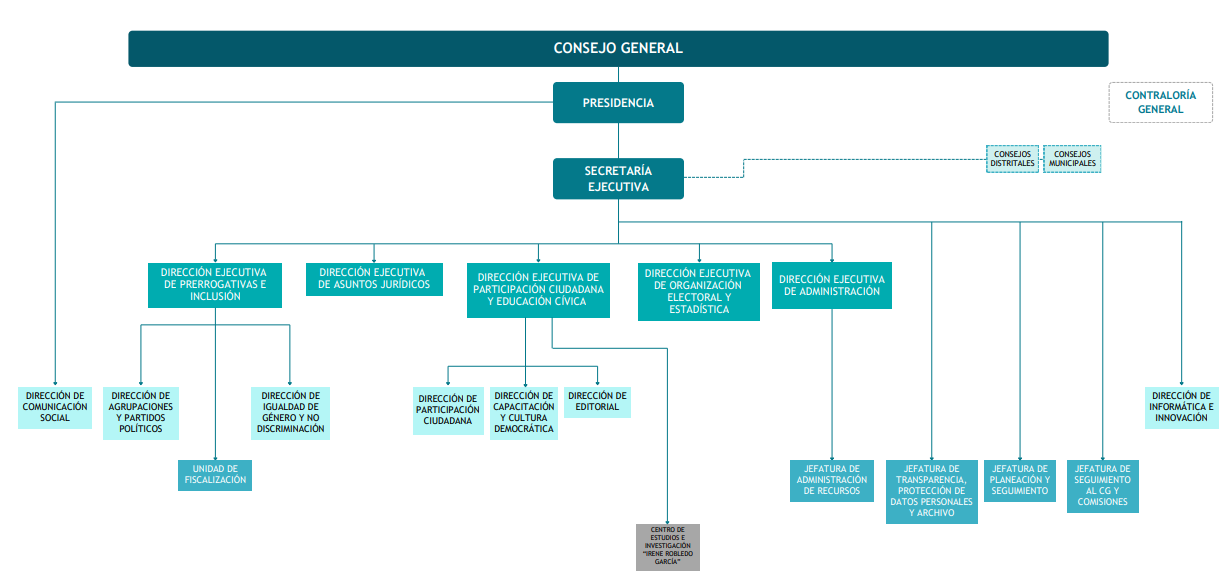 CONSEJO GENERAL
PRESIDENCIA
CONTRALORÍA
GENERAL
SECRETARÍA
EJECUTIVA
CONSEJOS
DISTRITALES
CONSEJOS
MUNICIPALES
DIRECCIÓN EJECUTIVA
DE PRERROGATIVAS E
INCLUSIÓN
DIRECCIÓN EJECUTIVA
DE ASUNTOS JURÍDICOS
DIRECCIÓN EJECUTIVA DE
PARTICIPACIÓN CIUDADANA
Y EDUCACIÓN CÍVICA
DIRECCIÓN EJECUTIVA
DE ORGANIZACIÓN
ELECTORAL Y
ESTADÍSTICA
DIRECCIÓN EJECUTIVA
DE ADMINISTRACIÓN
DIRECCIÓN DE
COMUNICACIÓN
SOCIAL
DIRECCIÓN DE
AGRUPACIONES
Y PARTIDOS
POLÍTICOS
DIRECCIÓN DE
IGUALDAD DE
GÉNERO Y NO
DISCRIMINACIÓN
DIRECCIÓN DE
PARTICIPACIÓN
CIUDADANA
DIRECCIÓN DE
CAPACITACIÓN
Y CULTURA
DEMOCRÁTICA
DIRECCIÓN DE
EDITORIAL
DIRECCIÓN DE
INFORMÁTICA E
INNOVACIÓN
UNIDAD DE
FISCALIZACIÓN
JEFATURA DE
ADMINISTRACIÓN
DE RECURSOS
JEFATURA DE
TRANSPARENCIA,
PROTECCIÓN DE
DATOS PERSONALES
Y ARCHIVO
JEFATURA DE
PLANEACIÓN Y
SEGUIMIENTO
JEFATURA DE
SEGUIMIENTO
AL CG Y
COMISIONES
CENTRO DE
ESTUDIOS E
INVESTIGACIÓN
“IRENE ROBLEDO
GARCÍA”